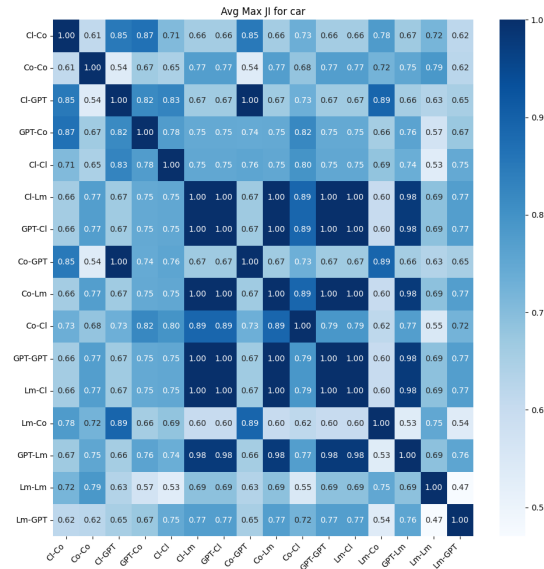 Avg Max JI for car
Cl-Co 1.00 0.61 0.85 0.87 0.71 0.66 0.66 0.85 0.66 0.73 0.66 0.66 0.78 0.67 0.72 0.62
Co-Co 0.61 1.00 0.54 0.67 0.65 0.77 0.77 0.54 0.77 0.68 0.77 0.77 0.72 0.75 0.79 0.62
Cl-GPT 0.85 0.54 1.00 0.82 0.83 0.67 0.67 1.00 0.67 0.73 0.67 0.67 0.89 0.66 0.63 0.65
GPT-Co 0.87 0.67 0.82 1.00 0.78 0.75 0.75 0.74 0.75 0.82 0.75 0.75 0.66 0.76 0.57 0.67
Cl-Cl 0.71 0.65 0.83 0.78 1.00 0.75 0.75 0.76 0.75 0.80 0.75 0.75 0.69 0.74 0.53 0.75
Cl-Lm 0.66 0.77 0.67 0.75 0.75 1.00 1.00 0.67 1.00 0.89 1.00 1.00 0.60 0.98 0.69 0.77
GPT-Cl 0.66 0.77 0.67 0.75 0.75 1.00 1.00 0.67 1.00 0.89 1.00 1.00 0.60 0.98 0.69 0.77
Co-GPT 0.85 0.54 1.00 0.74 0.76 0.67 0.67 1.00 0.67 0.73 0.67 0.67 0.89 0.66 0.63 0.65
Co-Lm 0.66 0.77 0.67 0.75 0.75 1.00 1.00 0.67 1.00 0.89 1.00 1.00 0.60 0.98 0.69 0.77
Co-Cl 0.73 0.68 0.73 0.82 0.80 0.89 0.89 0.73 0.89 1.00 0.79 0.79 0.62 0.77 0.55 0.72
GPT-GPT 0.66 0.77 0.67 0.75 0.75 1.00 1.00 0.67 1.00 0.79 1.00 1.00 0.60 0.98 0.69 0.77
Lm-Cl 0.66 0.77 0.67 0.75 0.75 1.00 1.00 0.67 1.00 0.79 1.00 1.00 0.60 0.98 0.69 0.77
Lm-Co 0.78 0.72 0.89 0.66 0.69 0.60 0.60 0.89 0.60 0.62 0.60 0.60 1.00 0.53 0.75 0.54
GPT-Lm 0.67 0.75 0.66 0.76 0.74 0.98 0.98 0.66 0.98 0.77 0.98 0.98 0.53 1.00 0.69 0.76
Lm-Lm 0.72 0.79 0.63 0.57 0.53 0.69 0.69 0.63 0.69 0.55 0.69 0.69 0.75 0.69 1.00 0.47
Lm-GPT 0.62 0.62 0.65 0.67 0.75 0.77 0.77 0.65 0.77 0.72 0.77 0.77 0.54 0.76 0.47 1.00
Cl-Co Co-Co Cl-GPT GPT-Co Cl-Cl Cl-Lm GPT-Cl Co-GPT Co-Lm Co-Cl GPT-GPT Lm-Cl Lm-Co GPT-Lm Lm-Lm Lm-GPT
1.0
0.9
0.8
0.7
0.6
0.5